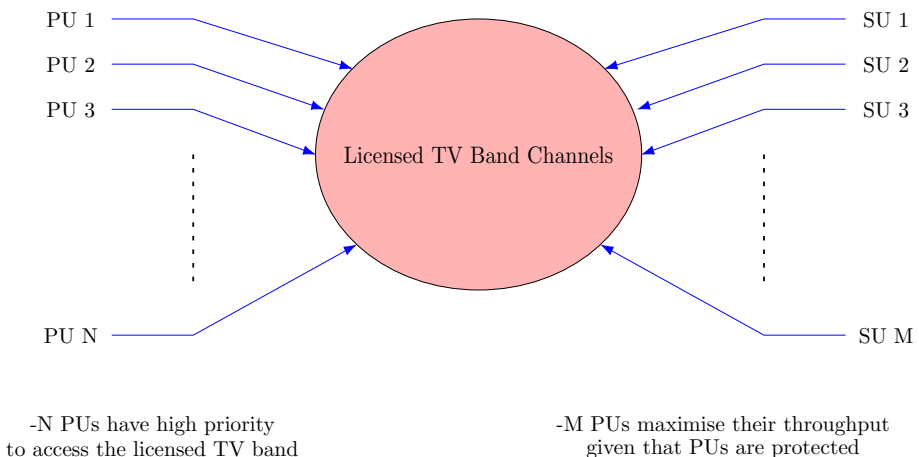 PU 1
SU 1
PU 2
SU 2
PU 3
SU 3
Licensed TV Band Channels
PU N
SU M
-N PUs have high priority
to access the licensed TV band
-M PUs maximise their throughput
given that PUs are protected